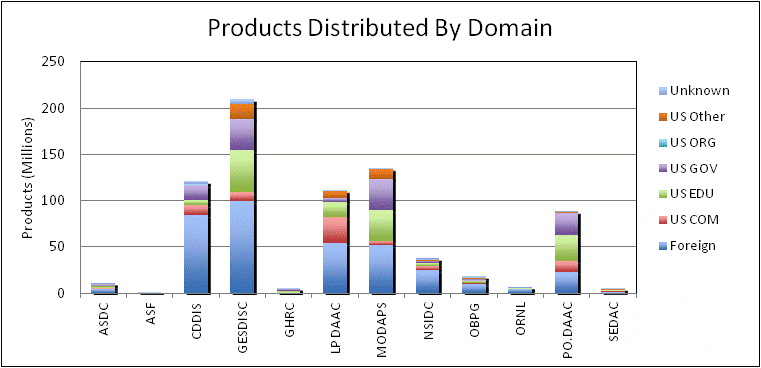 Products Distributed By Domain
Products (Millions)
250
200
150
100
50
0
ASDC
ASF
CDDIS
GESDISC
GHRC
LP DAAC
MODAPS
NSIDC
OBPG
ORNL
PO.DAAC
SEDAC
Unknown
US Other
US ORG
US GOV
US EDU
US COM
Foreign